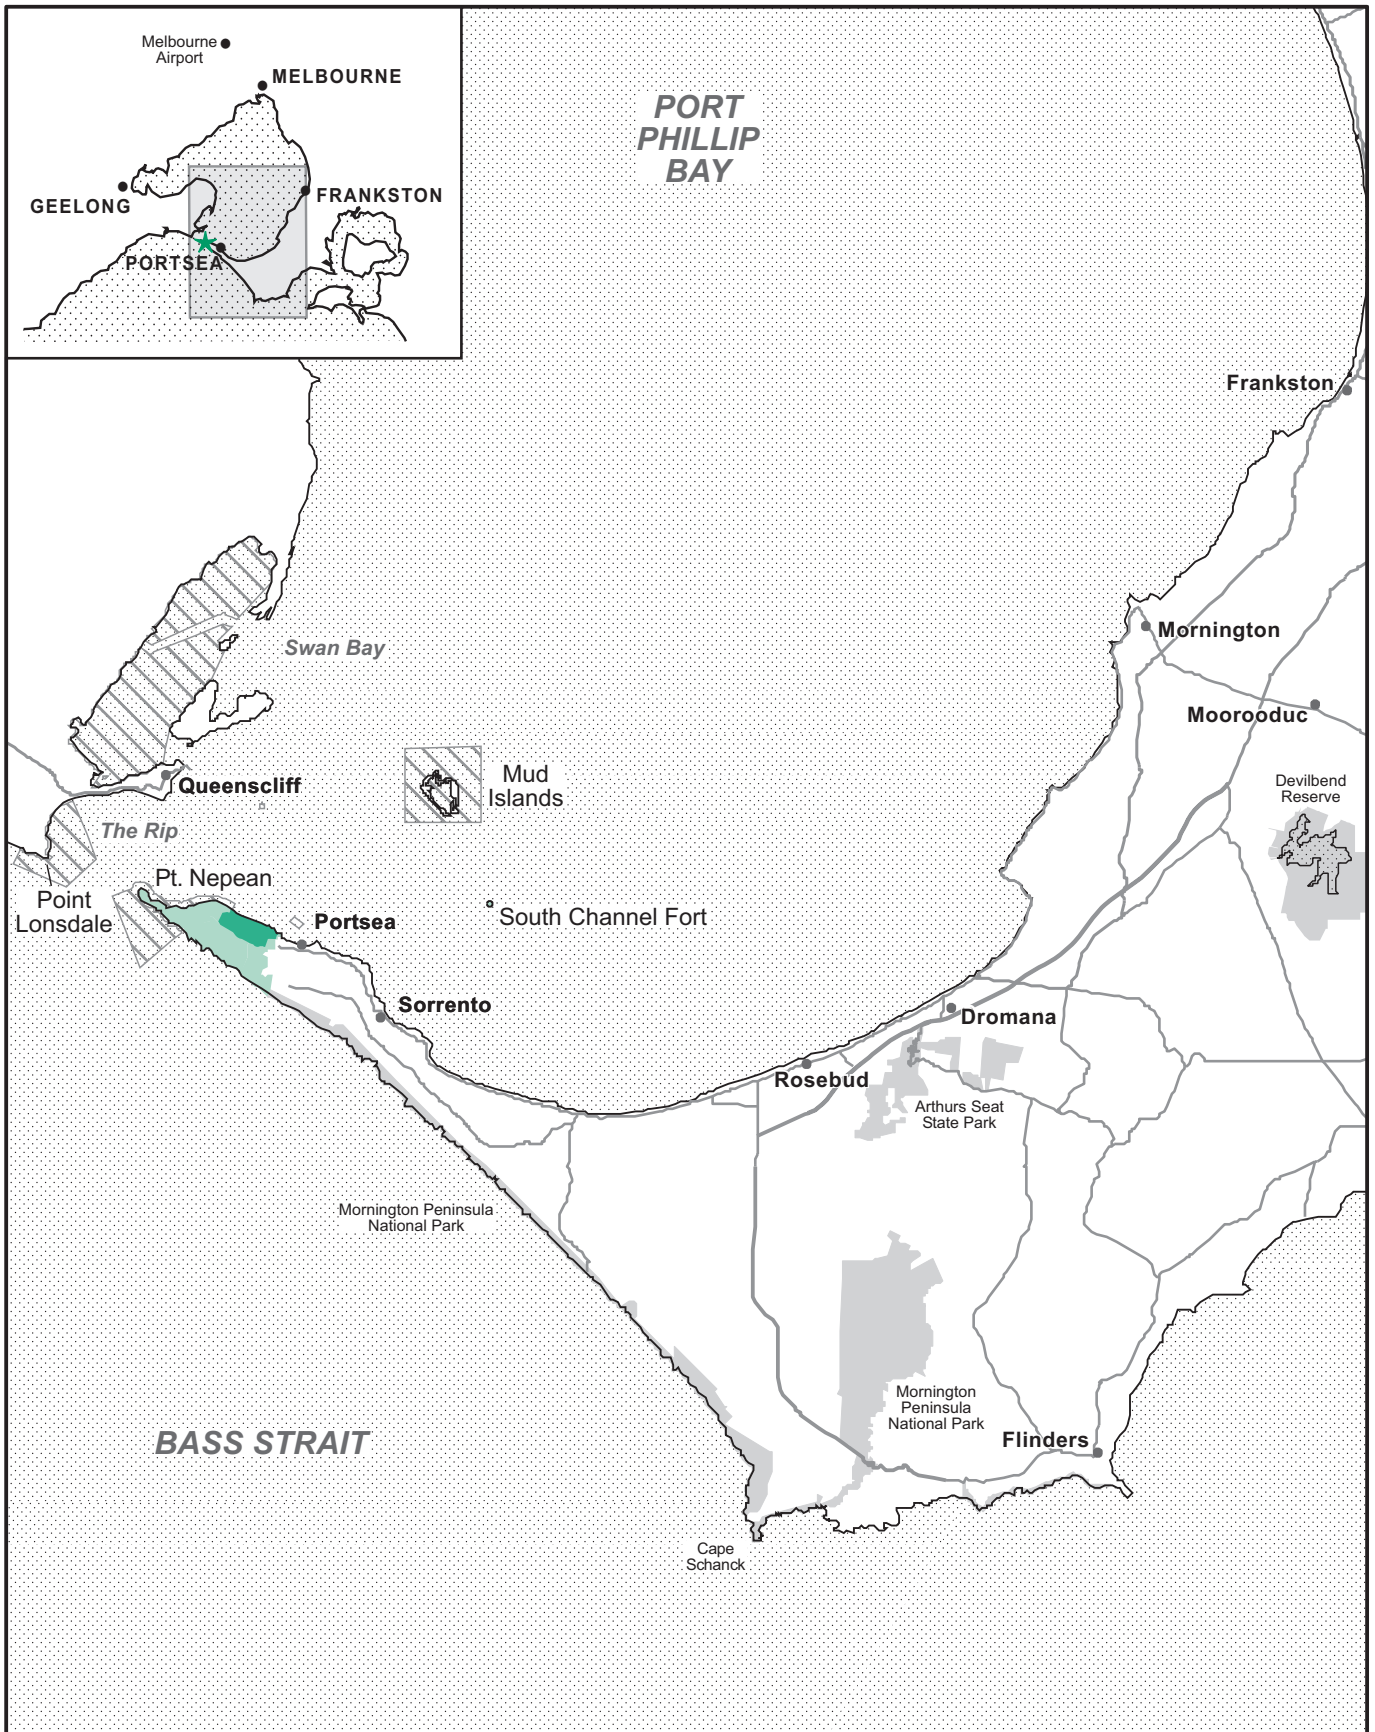 Melbourne
Airport
MELBOURNE
GEELONG
FRANKSTON
PORTSEA
PORT
PHILLIP
BAY
Frankston
Swan Bay
Mornington
Moorooduc
Queenscliff
Mud
Islands
Devilbend
Reserve
The Rip
Pt. Nepean
Point
Lonsdale
Portsea
South Channel Fort
Sorrento
Dromana
Rosebud
Arthurs Seat
State Park
Mornington Peninsula
National Park
Mornington
Peninsula
National Park
BASS STRAIT
Flinders
Cape
Schanck